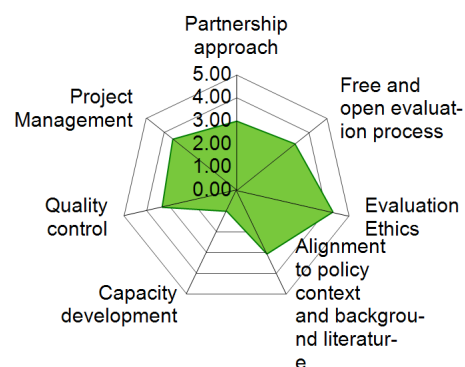 Partnership
approach
5.00
4.00
3.00
2.00
1.00
0.00
Free and
open evaluat-
ion process
Evaluation
Ethics
Alignment
to policy
context
and backgrou-
nd literatur-
e
Capacity
development
Quality
control
Project
Management